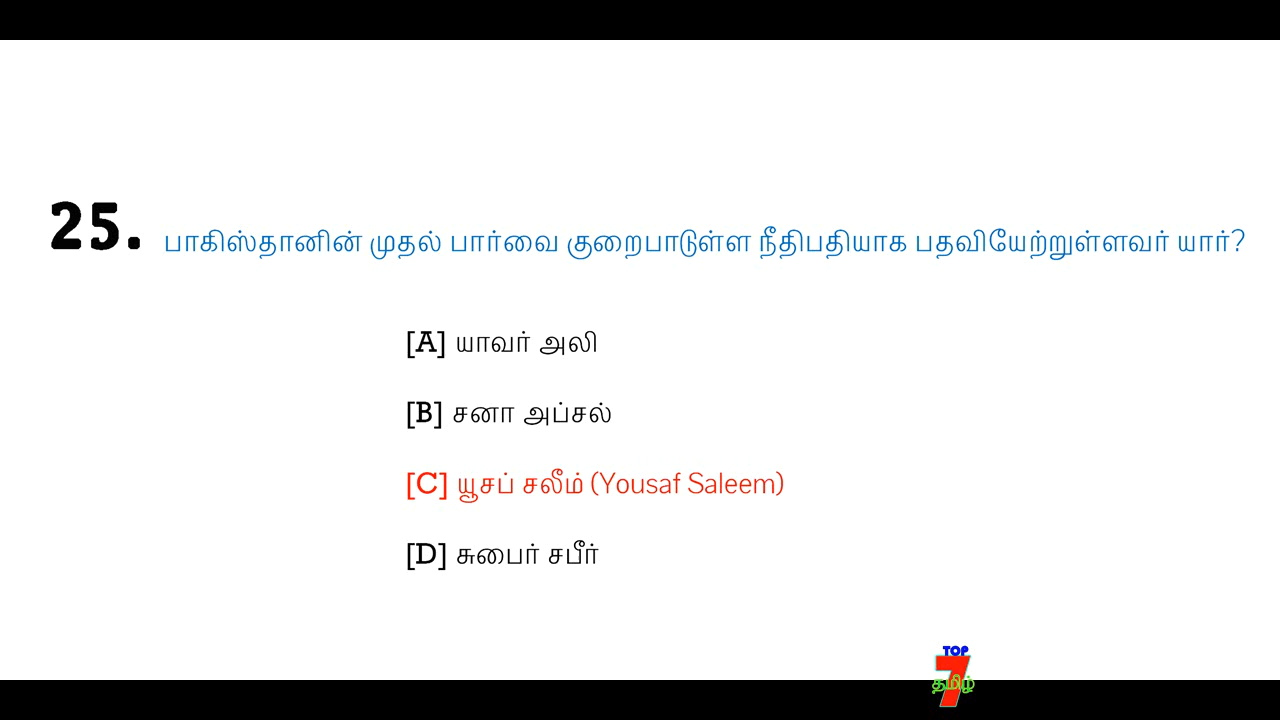 25. பாகிஸ்தானின் முதல் பார்வை குறைபாடுள்ள நீதிபதியாக பதவியேற்றுள்ளவர் யார்?
[A] யாவர் அலி
[B] சனா அப்சல்
[C] யூசப் சலீம் (Yousaf Saleem)
[D] சுபைர் சபீர்
TOP
7
தமிழ்